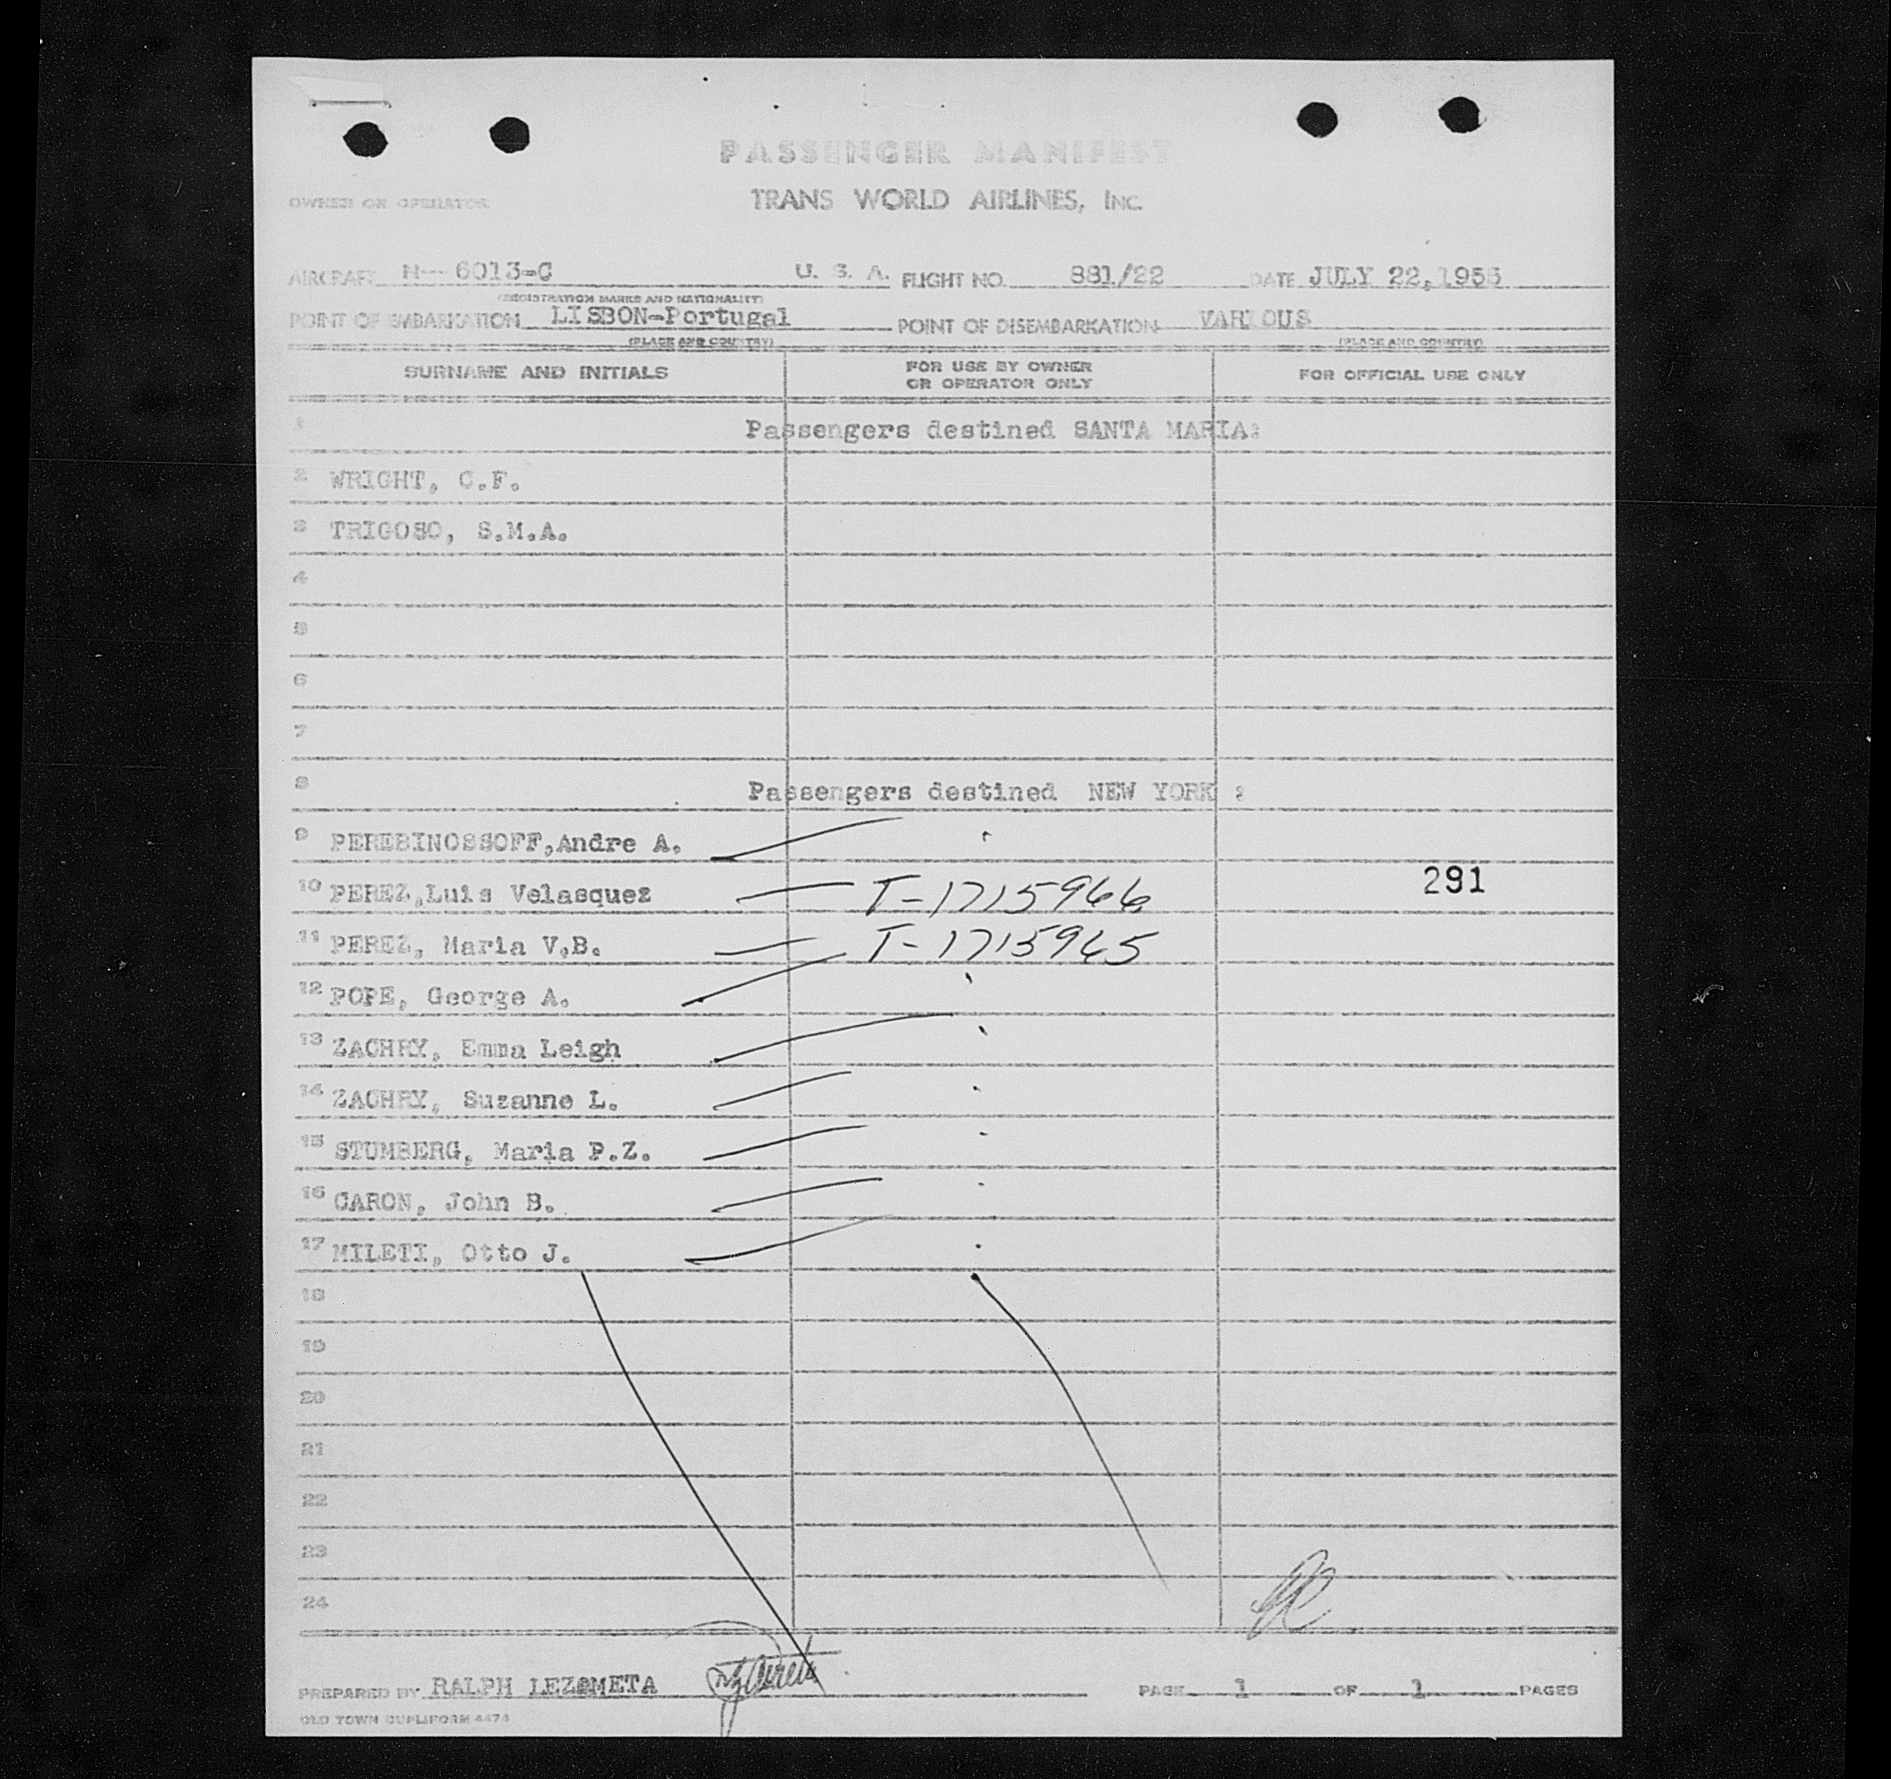 PASSENGER MANIFEST
OWNER OR OPERATOR TRANS WORLD AIRLINES, INC.
AIRCRAFT N-- 6013-C U. S. A. FLIGHT NO. 881/22 DATE JULY 22, 1955
(REGISTRATION MARKS AND NATIONALITY)
POINT OF EMBARKATION LISBON-Portugal POINT OF DISEMBARKATION VARIOUS
(PLACE AND COUNTRY) (PLACE AND COUNTRY)
SURNAME AND INITIALS FOR USE BY OWNER OR OPERATOR ONLY FOR OFFICIAL USE ONLY
1 Passengers destined SANTA MARIA:
2 WRIGHT, C.F.
3 TRIGOSO, S.M.A.
4
5
6
7
8 Passengers destined NEW YORK :
9 PEREBINOSSOFF,Andre A.
10 PEREZ,Luis Velasquez T-1715966 291
11 PEREZ, Maria V.B. T-1715965
12 POPE, George A.
13 ZACHRY, Emma Leigh
14 ZACHRY, Suzanne L.
15 STUMBERG, Maria P.Z.
16 CARON, John B.
17 MILETI, Otto J.
18
19
20
21
22
23
24
PREPARED BY RALPH LEZAMETA PAGE 1 OF 1 PAGES
OLD TOWN DUPLIFORM 4474